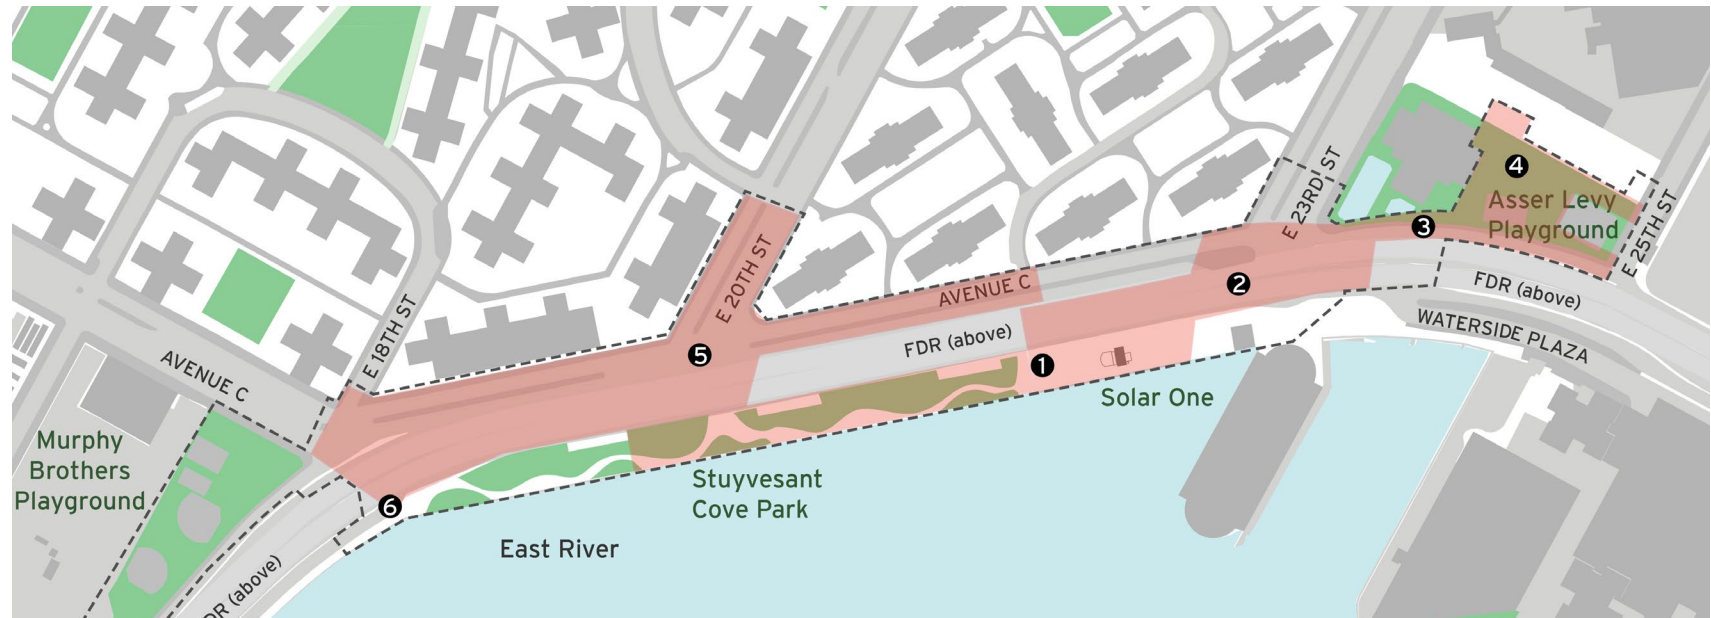 4
Asser Levy
Playground
E 23RD ST
3
E 25TH ST
2
FDR (above)
WATERSIDE PLAZA
E 20TH ST
AVENUE C
FDR (above)
5
1
Solar One
E 18TH ST
AVENUE C
Murphy
Brothers
Playground
6
Stuyvesant
Cove Park
East River
DR (above)